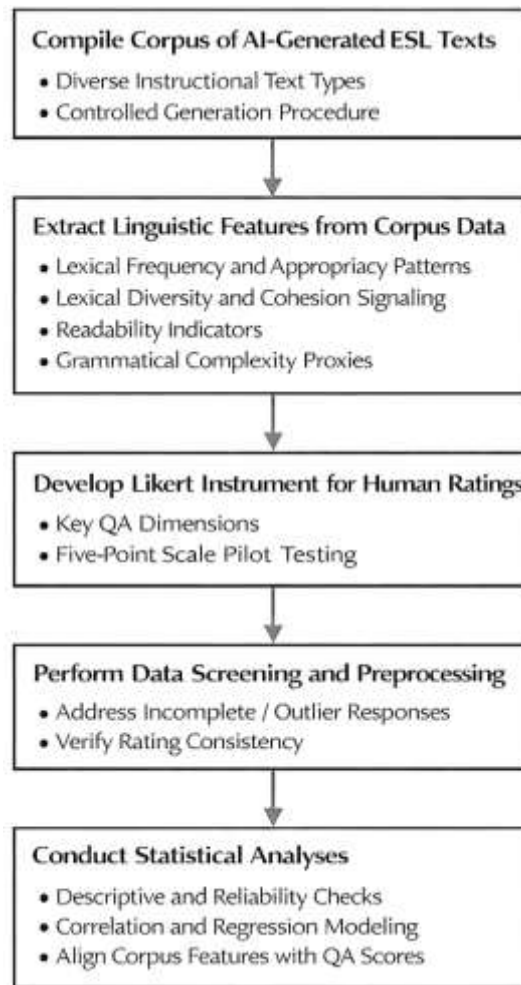 Compile Corpus of AI-Generated ESL Texts
• Diverse Instructional Text Types
• Controlled Generation Procedure
Extract Linguistic Features from Corpus Data
• Lexical Frequency and Appropriacy Patterns
• Lexical Diversity and Cohesion Signaling
• Readability Indicators
• Grammatical Complexity Proxies
Develop Likert Instrument for Human Ratings
• Key QA Dimensions
• Five-Point Scale Pilot Testing
Perform Data Screening and Preprocessing
• Address Incomplete / Outlier Responses
• Verify Rating Consistency
Conduct Statistical Analyses
• Descriptive and Reliability Checks
• Correlation and Regression Modeling
• Align Corpus Features with QA Scores